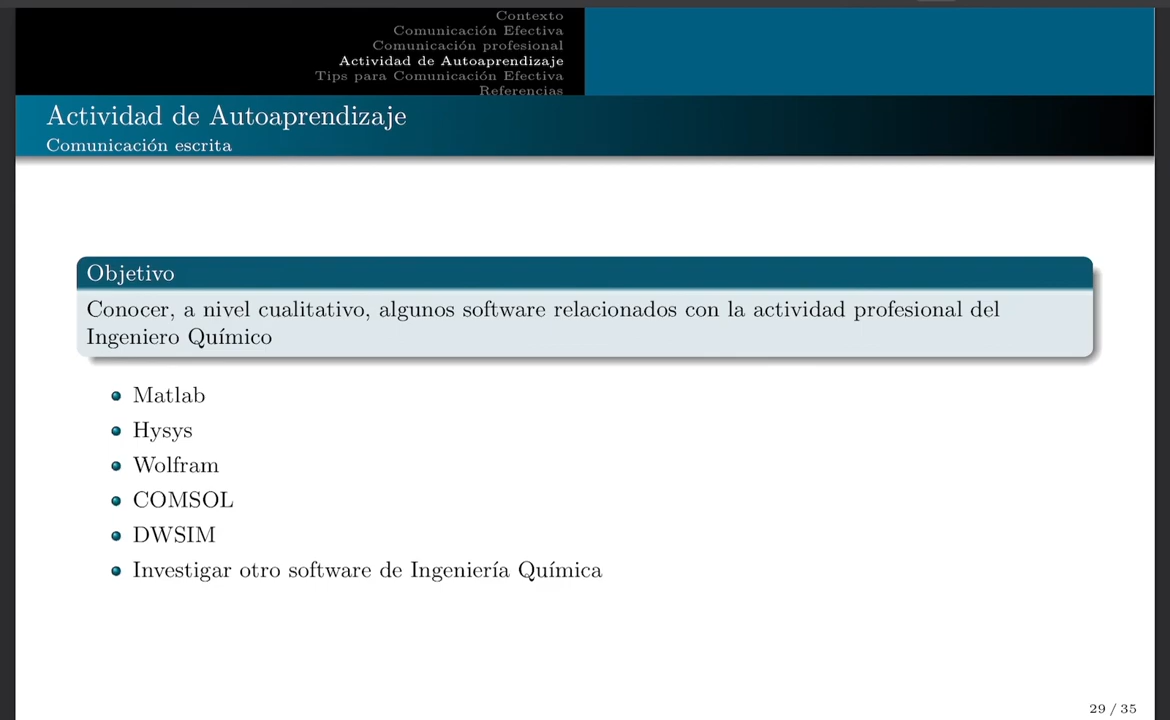 Contexto
Comunicación Efectiva
Comunicación profesional
Actividad de Autoaprendizaje
Tips para Comunicación Efectiva
Referencias
Actividad de Autoaprendizaje
Comunicación escrita
Objetivo
Conocer, a nivel cualitativo, algunos software relacionados con la actividad profesional del
Ingeniero Químico
Matlab
Hysys
Wolfram
COMSOL
DWSIM
Investigar otro software de Ingeniería Química
29 / 35